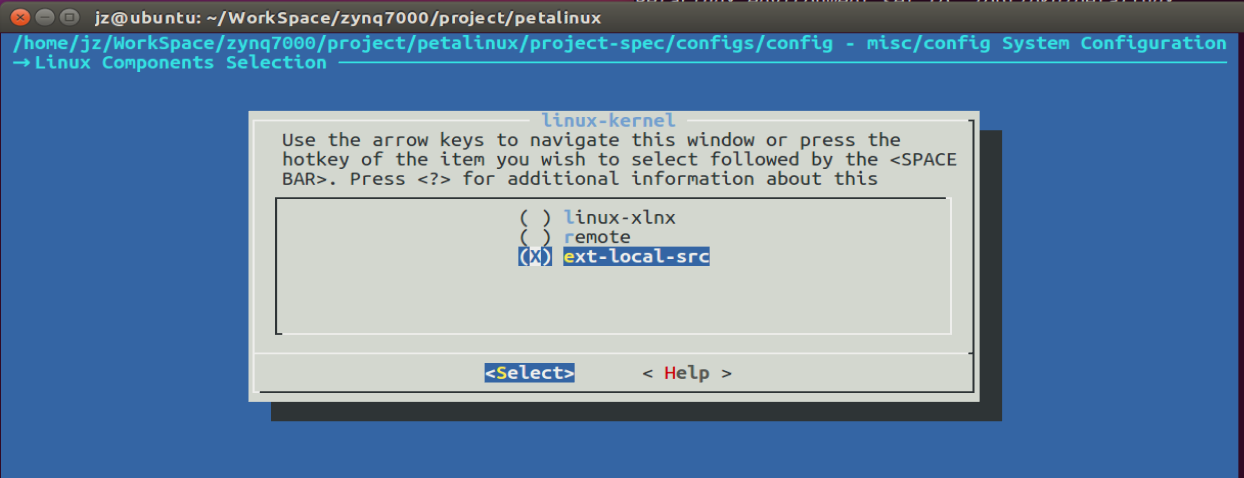 jz@ubuntu: ~/WorkSpace/zynq7000/project/petalinux
/home/jz/WorkSpace/zynq7000/project/petalinux/project-spec/configs/config - misc/config System Configuration
→ Linux Components Selection
linux-kernel
Use the arrow keys to navigate this window or press the
hotkey of the item you wish to select followed by the <SPACE
BAR>. Press <?> for additional information about this
( ) linux-xlnx
( ) remote
(X) ext-local-src
<Select> < Help >